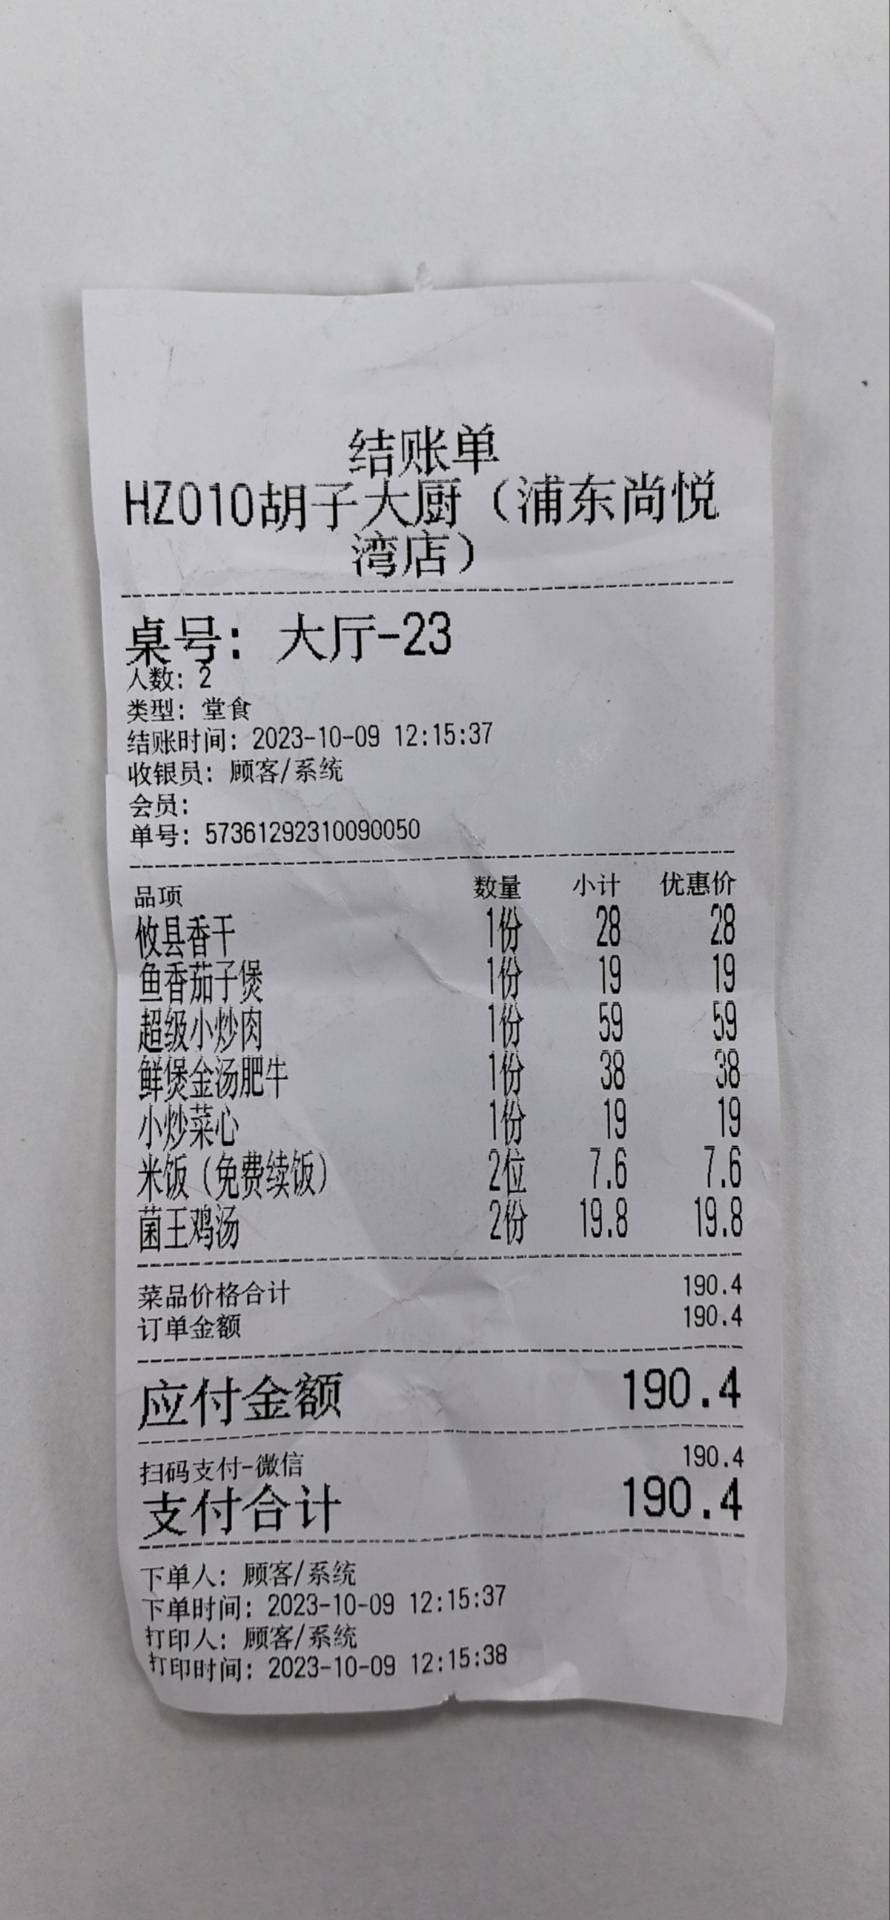 结账单
HZ010胡子大厨（浦东尚悦
湾店）
桌号：大厅-23
人数：2
类型：堂食
结账时间：2023-10-09 12:15:37
收银员：顾客/系统
会员：
单号：57361292310090050
品项 数量 小计 优惠价
攸县香干 1份 28 28
鱼香茄子煲 1份 19 19
超级小炒肉 1份 59 59
鲜煲金汤肥牛 1份 38 38
小炒菜心 1份 19 19
米饭（免费续饭） 2位 7.6 7.6
菌王鸡汤 2份 19.8 19.8
菜品价格合计 190.4
订单金额 190.4
应付金额 190.4
扫码支付-微信 190.4
支付合计 190.4
下单人：顾客/系统
下单时间：2023-10-09 12:15:37
打印人：顾客/系统
打印时间：2023-10-09 12:15:38